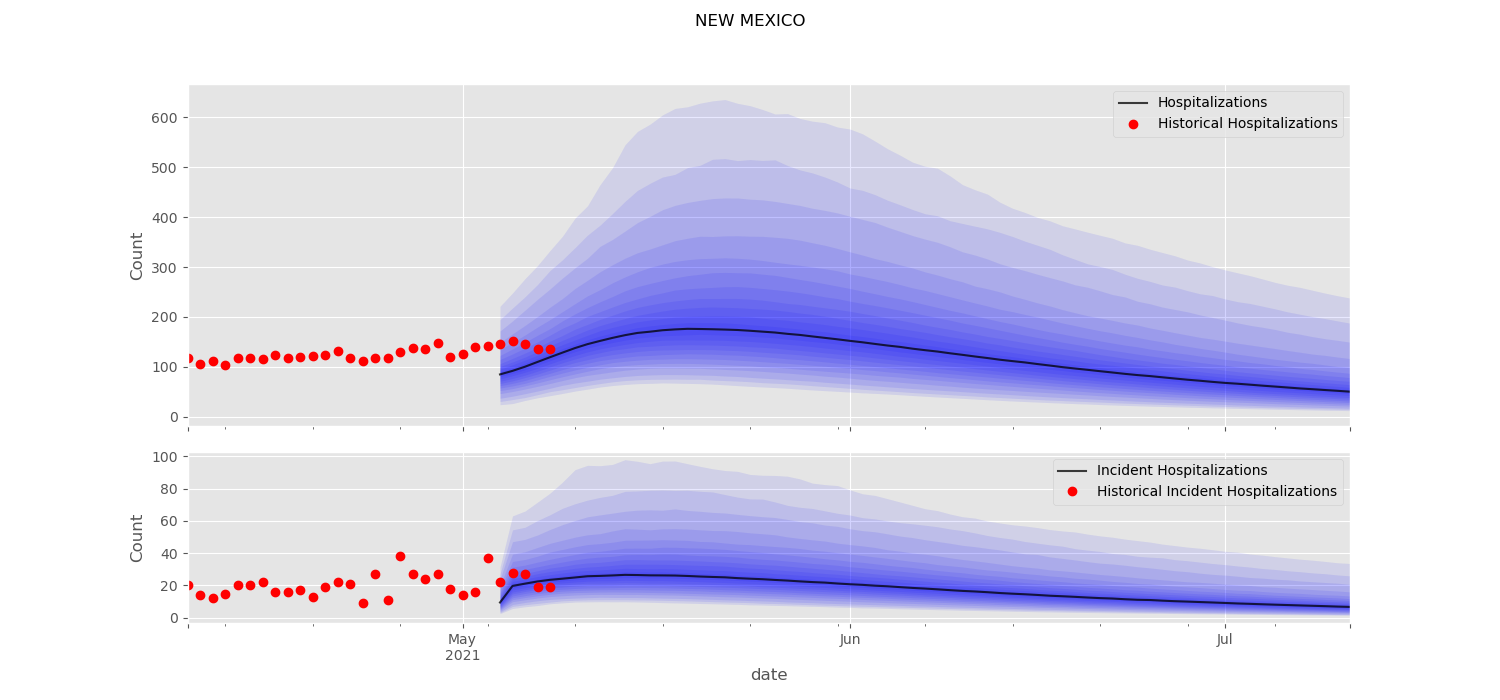 NEW MEXICO
Hospitalizations
Historical Hospitalizations
600
500
400
300
200
100
0
Count
Incident Hospitalizations
Historical Incident Hospitalizations
100
80
60
40
20
0
Count
May
2021
Jun
Jul
date